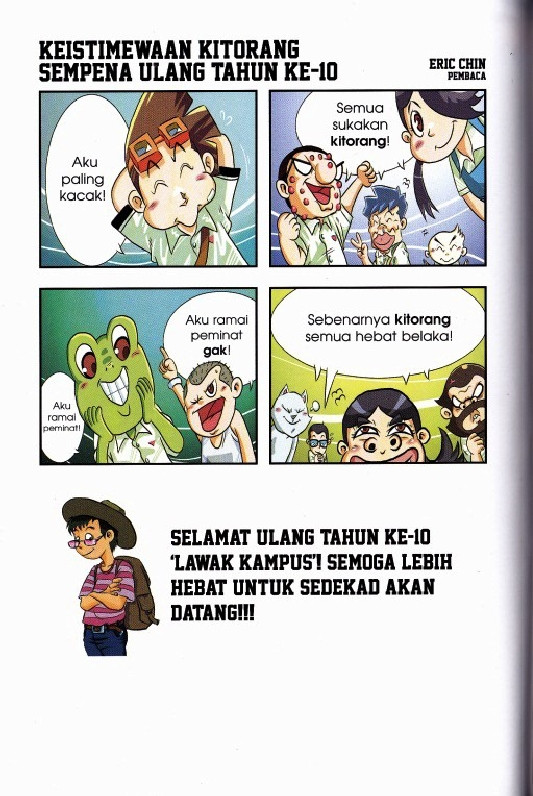 KEISTIMEWAAN KITORANG
SEMPENA ULANG TAHUN KE-10
ERIC CHIN
PEMBACA
Aku
paling
kacak!
Semua
sukakan
kitorang!
Aku
ramai
peminat!
Aku ramai
peminat
gak!
Sebenarnya kitorang
semua hebat belaka!
SELAMAT ULANG TAHUN KE-10
‘LAWAK KAMPUS’! SEMOGA LEBIH
HEBAT UNTUK SEDEKAD AKAN
DATANG!!!